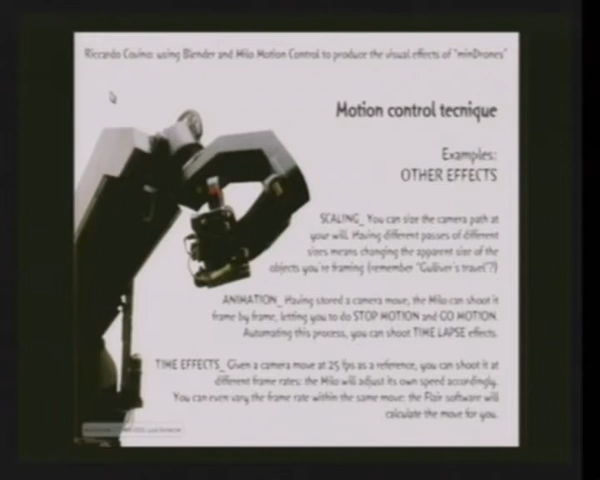 Riccardo Covino: using Blender and Milo Motion Control to produce the visual effects of "minDrones"
Motion control tecnique
Examples:
OTHER EFFECTS
SCALING_ You can size the camera path at
your will. Having different passes of different
sizes means changing the apparent size of the
objects you're framing (remember "Gulliver's travel"?)
ANIMATION_ Having stored a camera move, the Milo can shoot it
frame by frame, letting you to do STOP MOTION and GO MOTION.
Automating this process, you can shoot TIME LAPSE effects.
TIME EFFECTS_ Given a camera move at 25 fps as a reference, you can shoot it at
different frame rates: the Milo will adjust its own speed accordingly.
You can even vary the frame rate within the same move: the Flair software will
calculate the move for you.